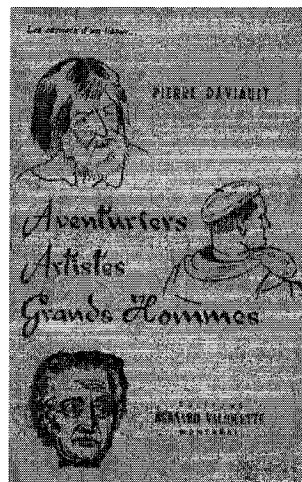 Les carnets d'un liseur...
PIERRE DAVIAULT
Aventuriers
Artistes
Grands Hommes
ÉDITIONS
BERNARD VALIQUETTE
MONTRÉAL